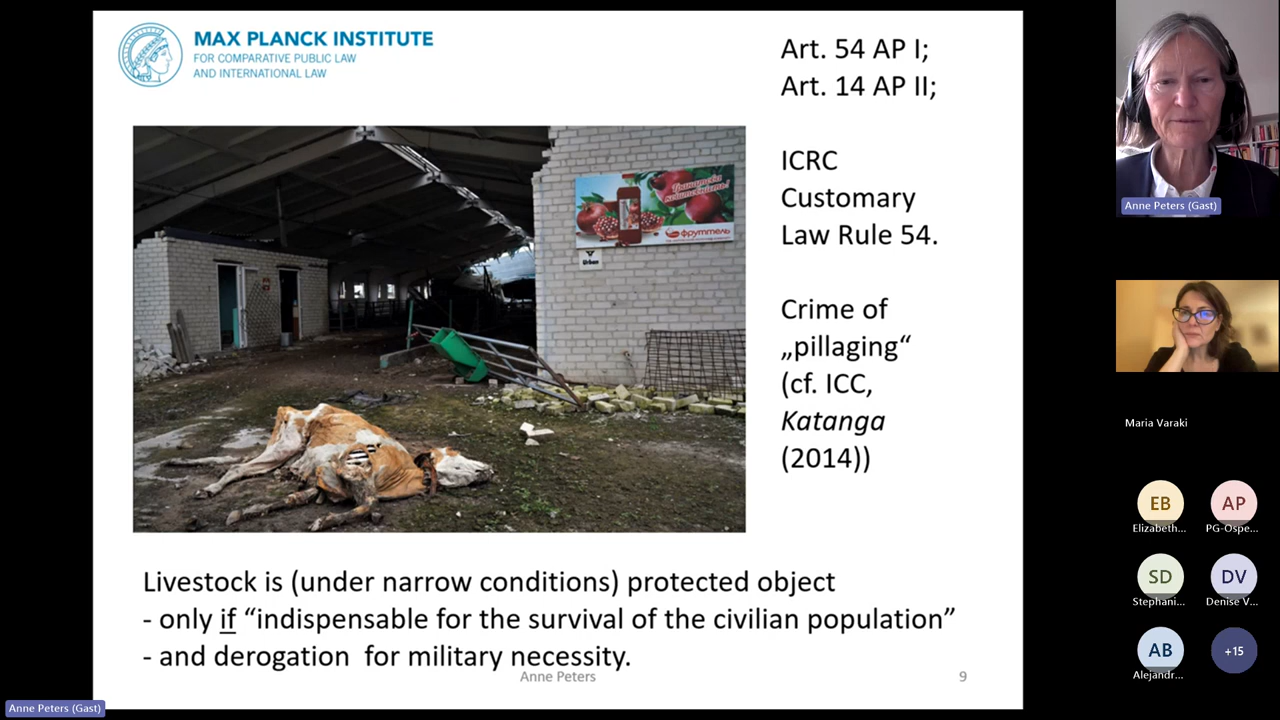 MAX PLANCK INSTITUTE
FOR COMPARATIVE PUBLIC LAW
AND INTERNATIONAL LAW
Art. 54 AP I;
Art. 14 AP II;
ICRC
Customary
Law Rule 54.
Crime of
„pillaging“
(cf. ICC,
Katanga
(2014))
фруттель
Urban
Livestock is (under narrow conditions) protected object
- only if “indispensable for the survival of the civilian population”
- and derogation  for military necessity.
Anne Peters
9
Anne Peters (Gast)
Maria Varaki
EB
AP
Elizabeth...
PG-Ospe...
SD
DV
Stephani...
Denise V...
AB
+15
Alejandr...
Anne Peters (Gast)